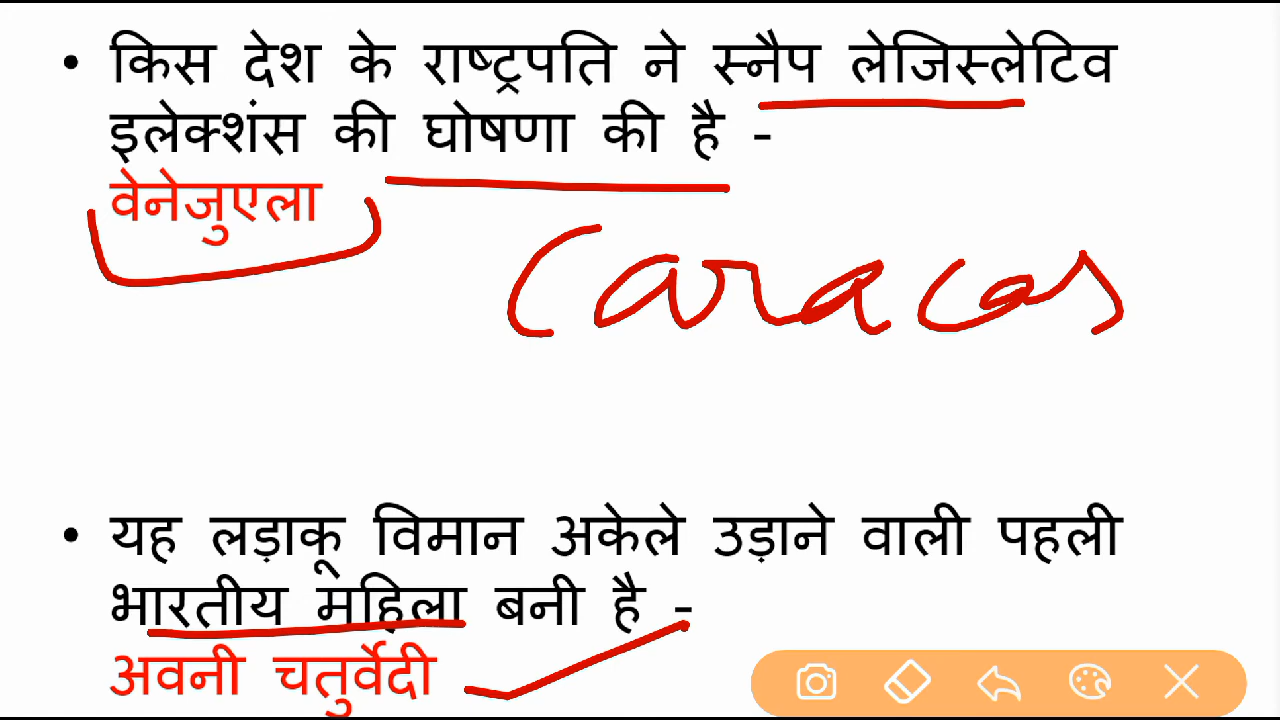 • किस देश के राष्ट्रपति ने स्नैप लेजिस्लेटिव
इलेक्शंस की घोषणा की है -
वेनेजुएला
Caracas
• यह लड़ाकू विमान अकेले उड़ाने वाली पहली
भारतीय महिला बनी है -
अवनी चतुर्वेदी